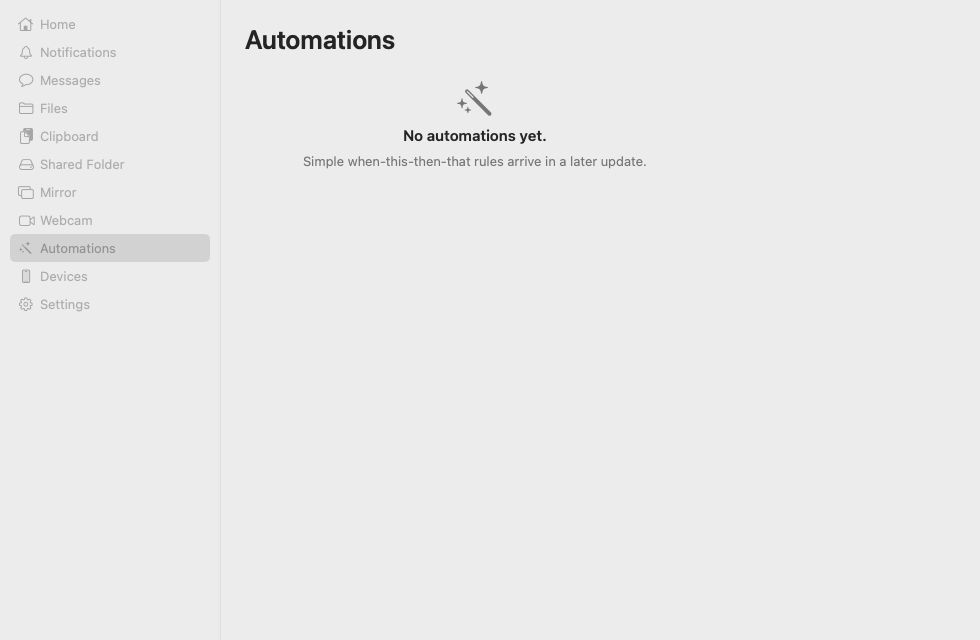 Home
Notifications
Messages
Files
Clipboard
Shared Folder
Mirror
Webcam
Automations
Devices
Settings
Automations
No automations yet.
Simple when-this-then-that rules arrive in a later update.